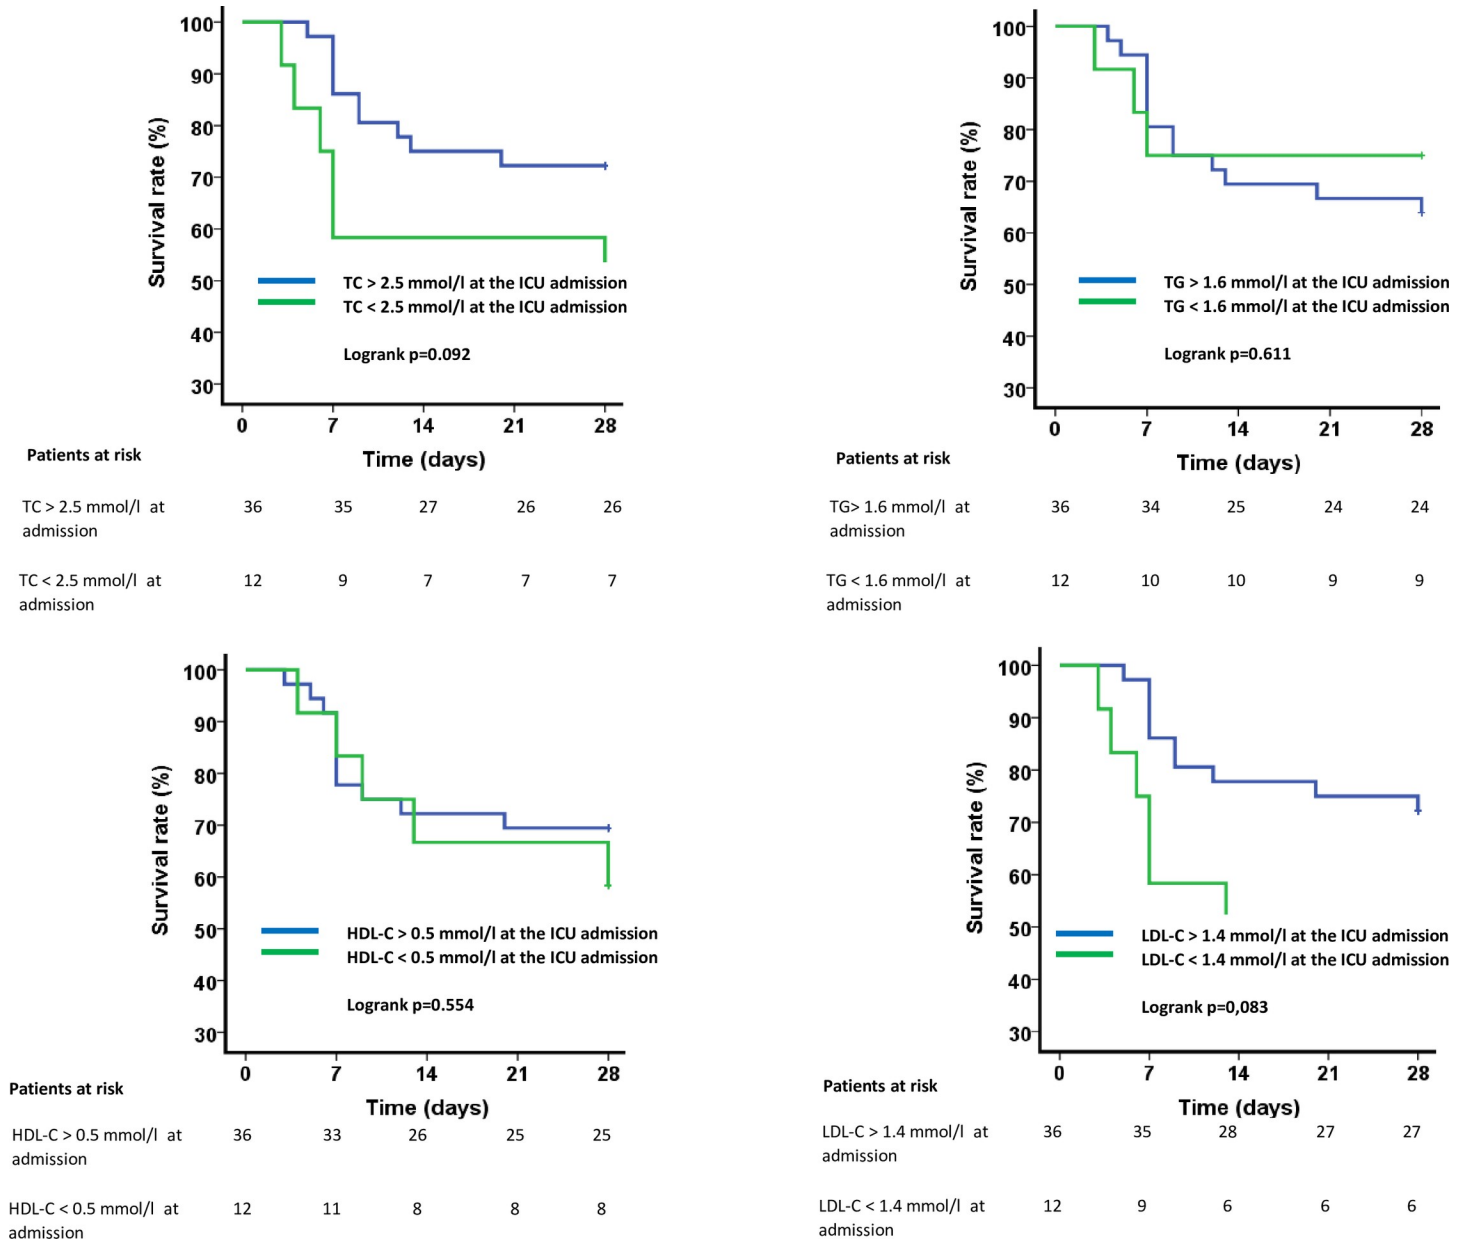 100
90
80
70
60
50
40
30
Survival rate (%)
TC > 2.5 mmol/l at the ICU admission
TC < 2.5 mmol/l at the ICU admission
Logrank p=0.092
0 7 14 21 28
Time (days)
Patients at risk
TC > 2.5 mmol/l at 36 35 27 26 26
admission
TC < 2.5 mmol/l at 12 9 7 7 7
admission
100
90
80
70
60
50
40
30
Survival rate (%)
TG > 1.6 mmol/l at the ICU admission
TG < 1.6 mmol/l at the ICU admission
Logrank p=0.611
0 7 14 21 28
Time (days)
Patients at risk
TG> 1.6 mmol/l at 36 34 25 24 24
admission
TG < 1.6 mmol/l at 12 10 10 9 9
admission
100
90
80
70
60
50
40
30
Survival rate (%)
HDL-C > 0.5 mmol/l at the ICU admission
HDL-C < 0.5 mmol/l at the ICU admission
Logrank p=0.554
0 7 14 21 28
Time (days)
Patients at risk
HDL-C > 0.5 mmol/l at 36 33 26 25 25
admission
HDL-C < 0.5 mmol/l at 12 11 8 8 8
admission
100
90
80
70
60
50
40
30
Survival rate (%)
LDL-C > 1.4 mmol/l at the ICU admission
LDL-C < 1.4 mmol/l at the ICU admission
Logrank p=0,083
0 7 14 21 28
Time (days)
Patients at risk
LDL-C > 1.4 mmol/l at 36 35 28 27 27
admission
LDL-C < 1.4 mmol/l at 12 9 6 6 6
admission